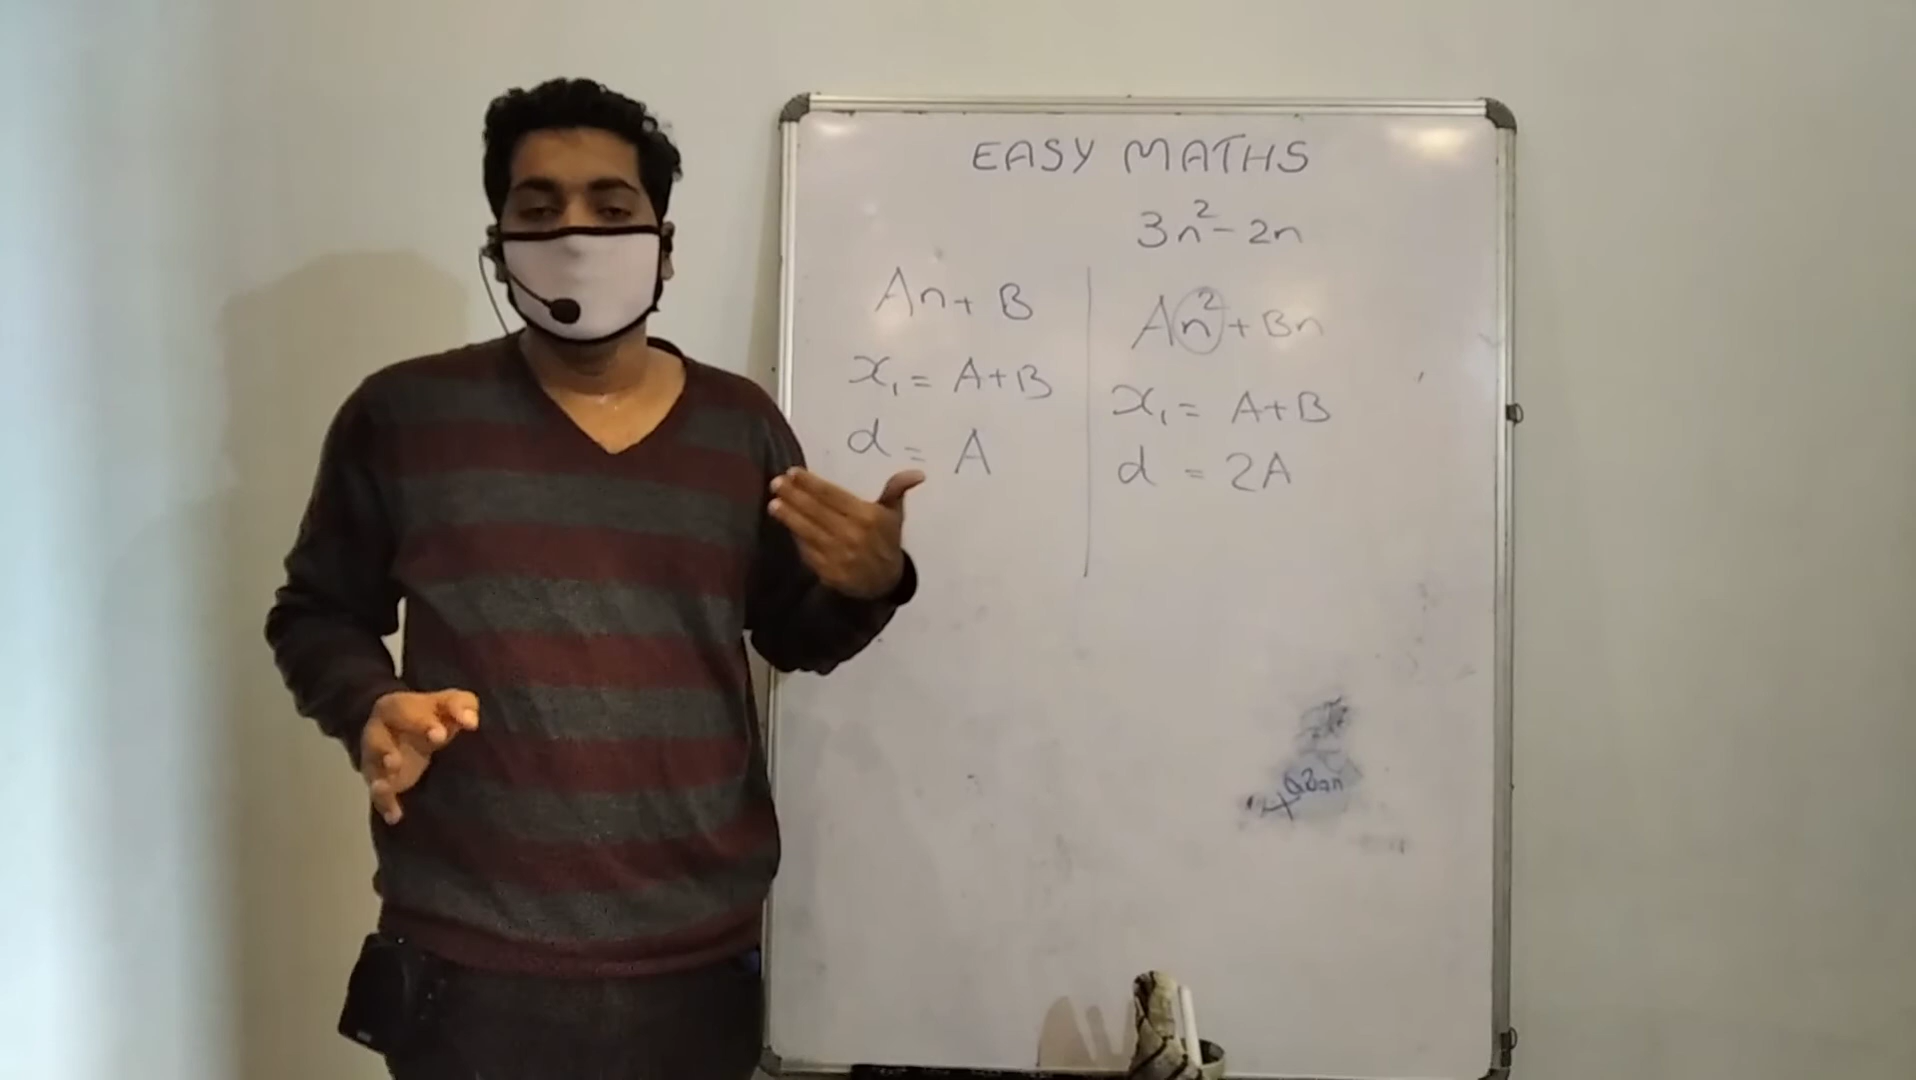 EASY MATHS
3n² - 2n
An + B
x₁ = A+B
d = A
An² + Bn
x₁ = A+B
d = 2A